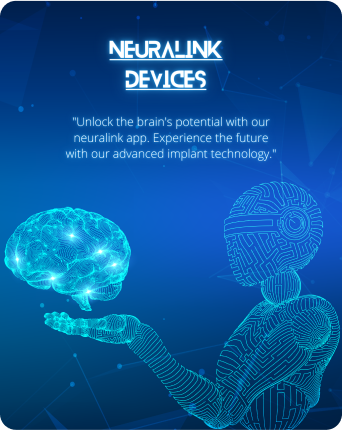 NEURALINK
DEVICES
"Unlock the brain's potential with our
neuralink app. Experience the future
with our advanced implant technology."